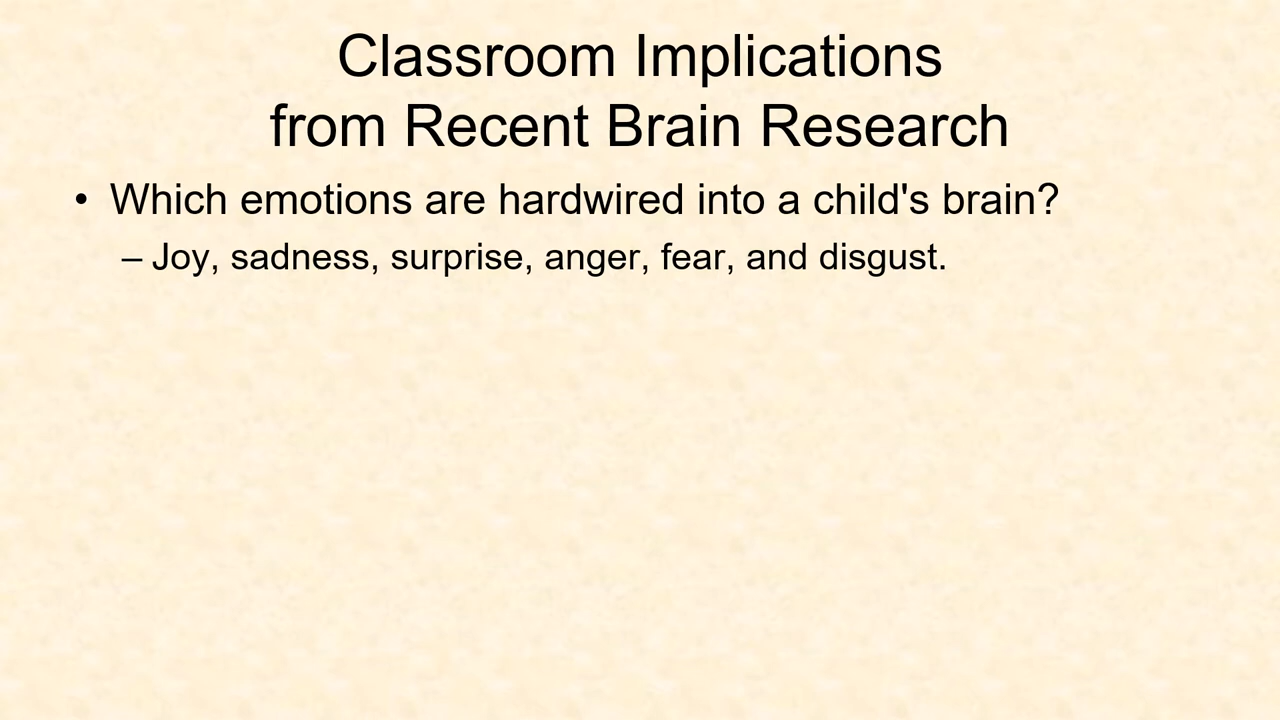 Classroom Implications
from Recent Brain Research
• Which emotions are hardwired into a child's brain?
– Joy, sadness, surprise, anger, fear, and disgust.